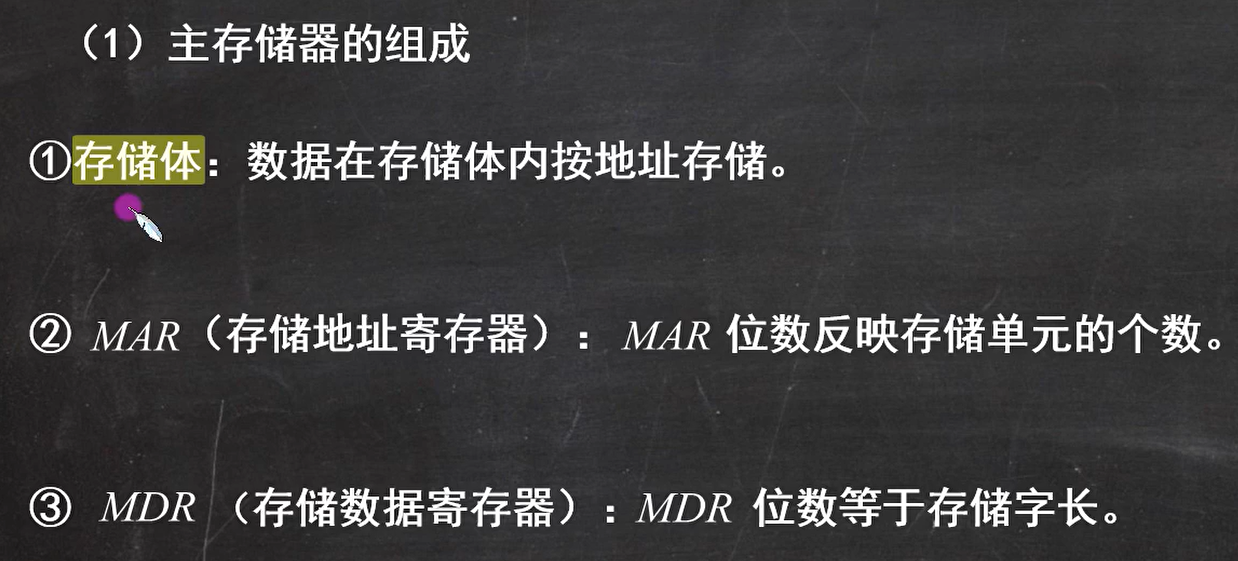 （1）主存储器的组成
①存储体：数据在存储体内按地址存储。
② MAR（存储地址寄存器）：MAR 位数反映存储单元的个数。
③ MDR（存储数据寄存器）：MDR 位数等于存储字长。